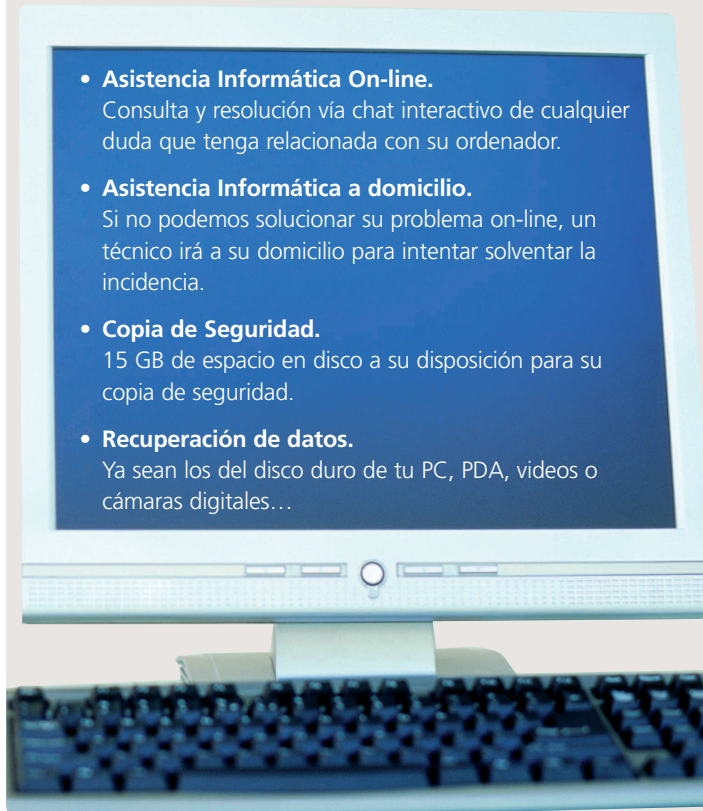 • Asistencia Informática On-line.
Consulta y resolución vía chat interactivo de cualquier
duda que tenga relacionada con su ordenador.
• Asistencia Informática a domicilio.
Si no podemos solucionar su problema on-line, un
técnico irá a su domicilio para intentar solventar la
incidencia.
• Copia de Seguridad.
15 GB de espacio en disco a su disposición para su
copia de seguridad.
• Recuperación de datos.
Ya sean los del disco duro de tu PC, PDA, videos o
cámaras digitales…